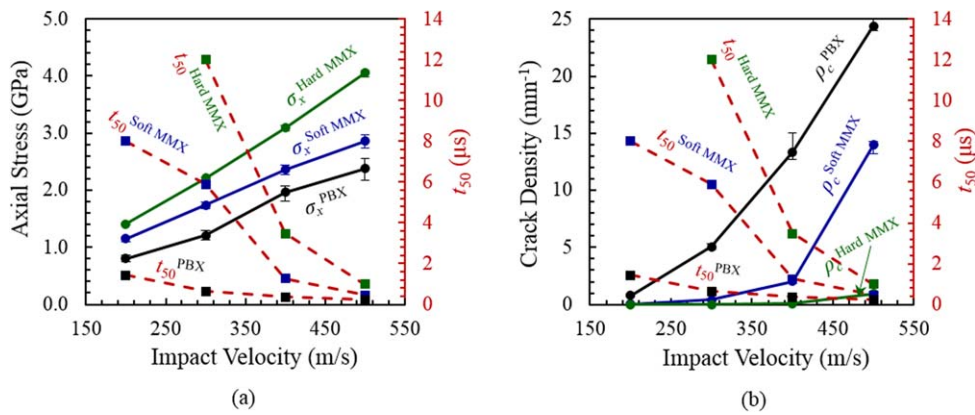 5.0
4.0
3.0
2.0
1.0
0.0
Axial Stress (GPa)
t50 Hard MMX
σx Hard MMX
t50 Soft MMX
σx Soft MMX
σx PBX
t50 PBX
14
12
10
8
6
4
2
0
t50 (μs)
150 250 350 450 550
Impact Velocity (m/s)
(a)
25
20
15
10
5
0
Crack Density (mm-1)
ρc PBX
t50 Hard MMX
t50 Soft MMX
ρc Soft MMX
ρc Hard MMX
t50 PBX
14
12
10
8
6
4
2
0
t50 (μs)
150 250 350 450 550
Impact Velocity (m/s)
(b)